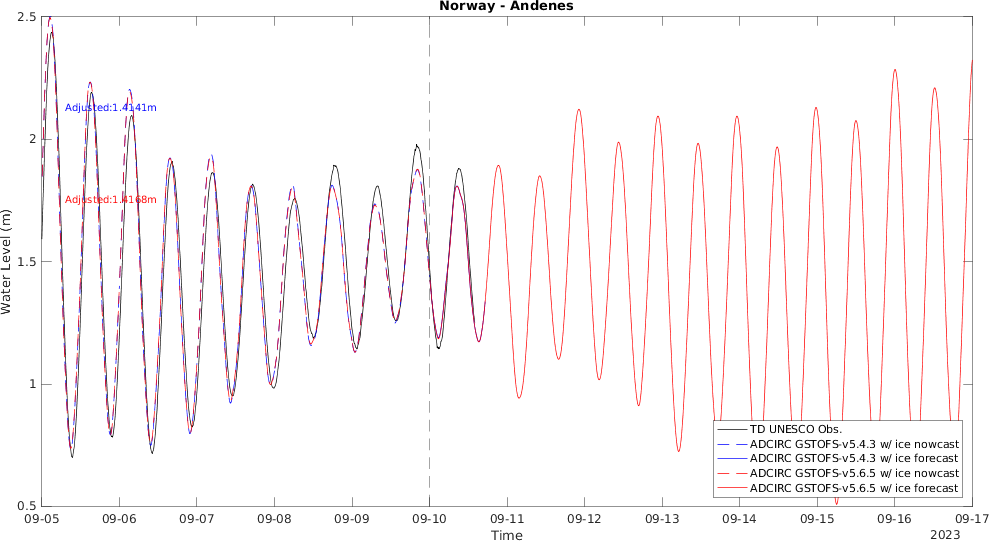 Norway - Andenes
2.5
2
1.5
1
0.5
Water Level (m)
Adjusted:1.4141m
Adjusted:1.4168m
TD UNESCO Obs.
ADCIRC GSTOFS-v5.4.3 w/ ice nowcast
ADCIRC GSTOFS-v5.4.3 w/ ice forecast
ADCIRC GSTOFS-v5.6.5 w/ ice nowcast
ADCIRC GSTOFS-v5.6.5 w/ ice forecast
09-05 09-06 09-07 09-08 09-09 09-10 09-11 09-12 09-13 09-14 09-15 09-16 09-17
Time
2023